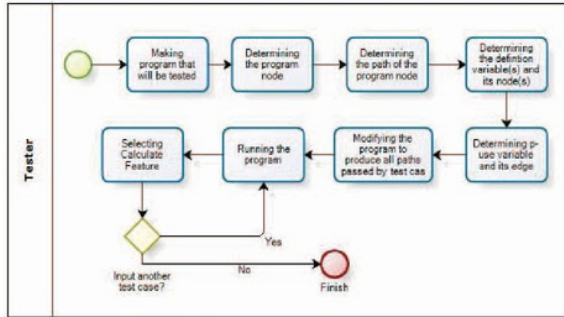 Tester
Making
program that
will be tested
Determining
the program
node
Determining
the path of the
program node
Determining
the defintion
variable(s) and
its node(s)
Selecting
Calculate
Feature
Running the
program
Modifying the
program to
produce all paths
passed by test cas
Determining p-
use variable
and its edge
Yes
No
Input another
test case?
Finish